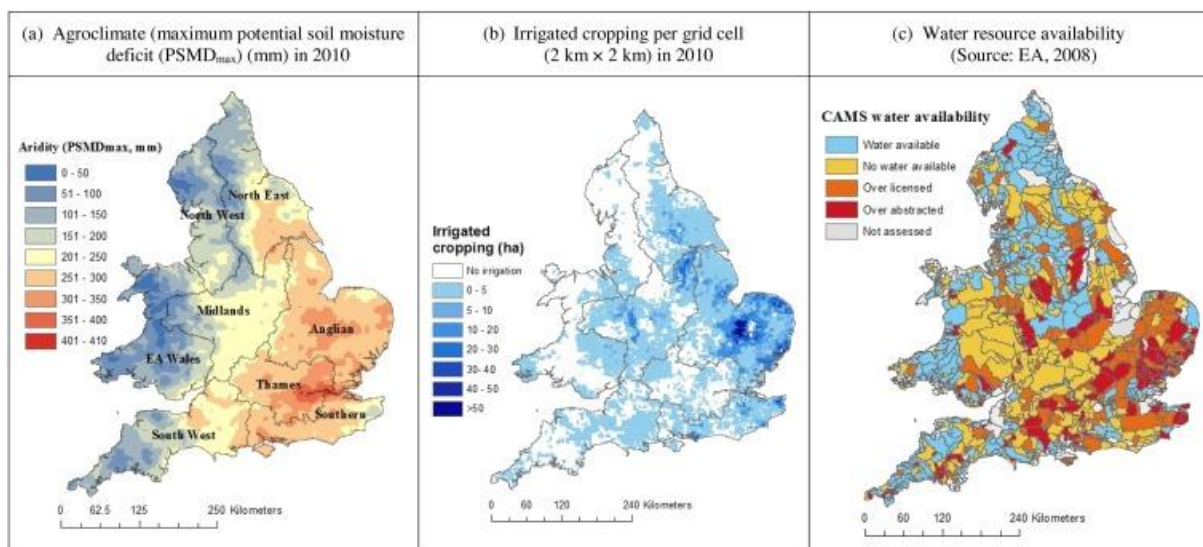 (a) Agroclimate (maximum potential soil moisture
deficit (PSMDmax) (mm) in 2010
Aridity (PSMDmax, mm)
0 - 50
51 - 100
101 - 150
151 - 200
201 - 250
251 - 300
301 - 350
351 - 400
401 - 410
North East
North West
Midlands
Anglian
EA Wales
Thames
Southern
South West
0 62.5 125 250 Kilometers
(b) Irrigated cropping per grid cell
(2 km × 2 km) in 2010
Irrigated
cropping (ha)
No irrigation
0 - 5
5 - 10
10 - 20
20 - 30
30- 40
40 - 50
>50
0 60 120 240 Kilometers
(c) Water resource availability
(Source: EA, 2008)
CAMS water availability
Water available
No water available
Over licensed
Over abstracted
Not assessed
0 60 120 240 Kilometers